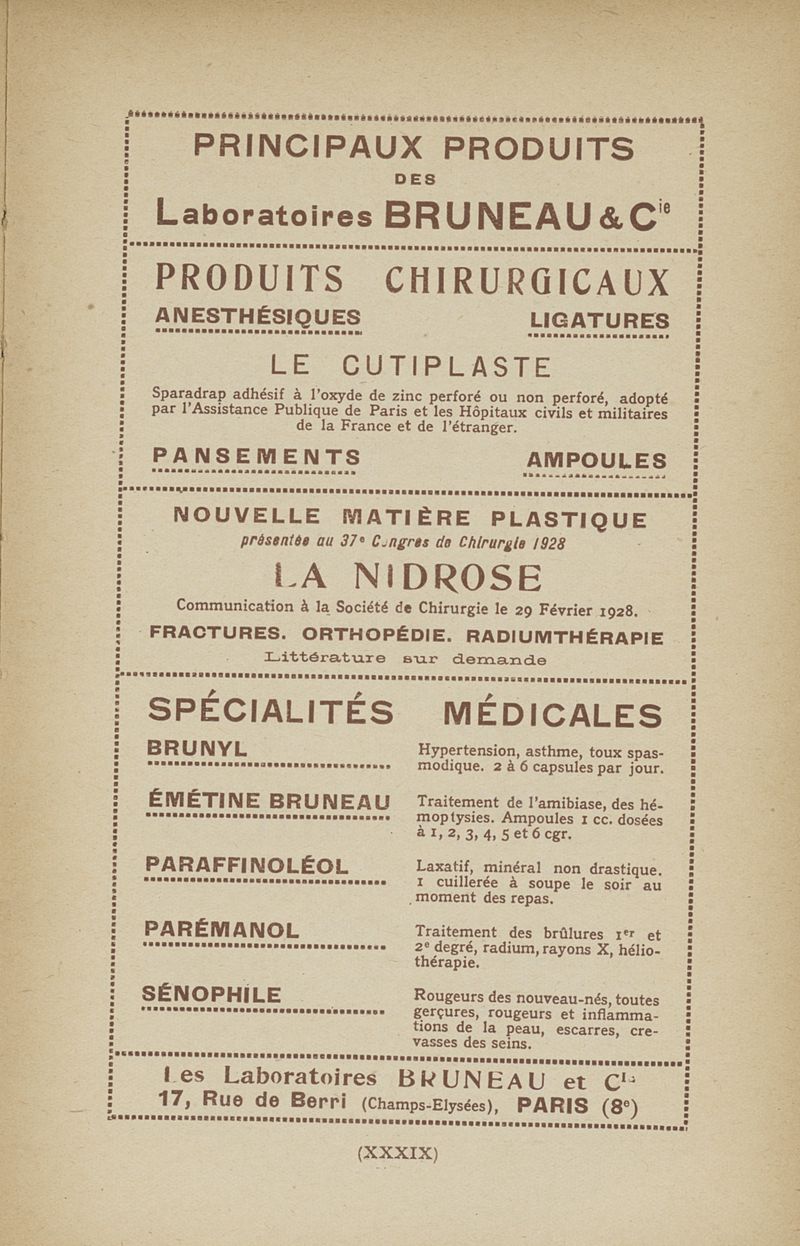 PRINCIPAUX PRODUITS
DES
Laboratoires BRUNEAU & Cie
PRODUITS CHIRURGICAUX
ANESTHÉSIQUES LIGATURES
LE CUTIPLASTE
Sparadrap adhésif à l'oxyde de zinc perforé ou non perforé, adopté
par l'Assistance Publique de Paris et les Hôpitaux civils et militaires
de la France et de l'étranger.
PANSEMENTS AMPOULES
NOUVELLE MATIÈRE PLASTIQUE
présentée au 37e Congres de Chirurgie 1928
LA NIDROSE
Communication à la Société de Chirurgie le 29 Février 1928.
FRACTURES. ORTHOPÉDIE. RADIUMTHÉRAPIE
Littérature sur demande
SPÉCIALITÉS MÉDICALES
BRUNYL Hypertension, asthme, toux spas-
modique. 2 à 6 capsules par jour.
ÉMÉTINE BRUNEAU Traitement de l'amibiase, des hé-
moptysies. Ampoules 1 cc. dosées
à 1, 2, 3, 4, 5 et 6 cgr.
PARAFFINOLÉOL Laxatif, minéral non drastique.
1 cuillerée à soupe le soir au
moment des repas.
PARÉMANOL Traitement des brûlures 1er et
2e degré, radium, rayons X, hélio-
thérapie.
SÉNOPHILE Rougeurs des nouveau-nés, toutes
gerçures, rougeurs et inflamma-
tions de la peau, escarres, cre-
vasses des seins.
Les Laboratoires BRUNEAU et Cie
17, Rue de Berri (Champs-Elysées), PARIS (8e)
(XXXIX)